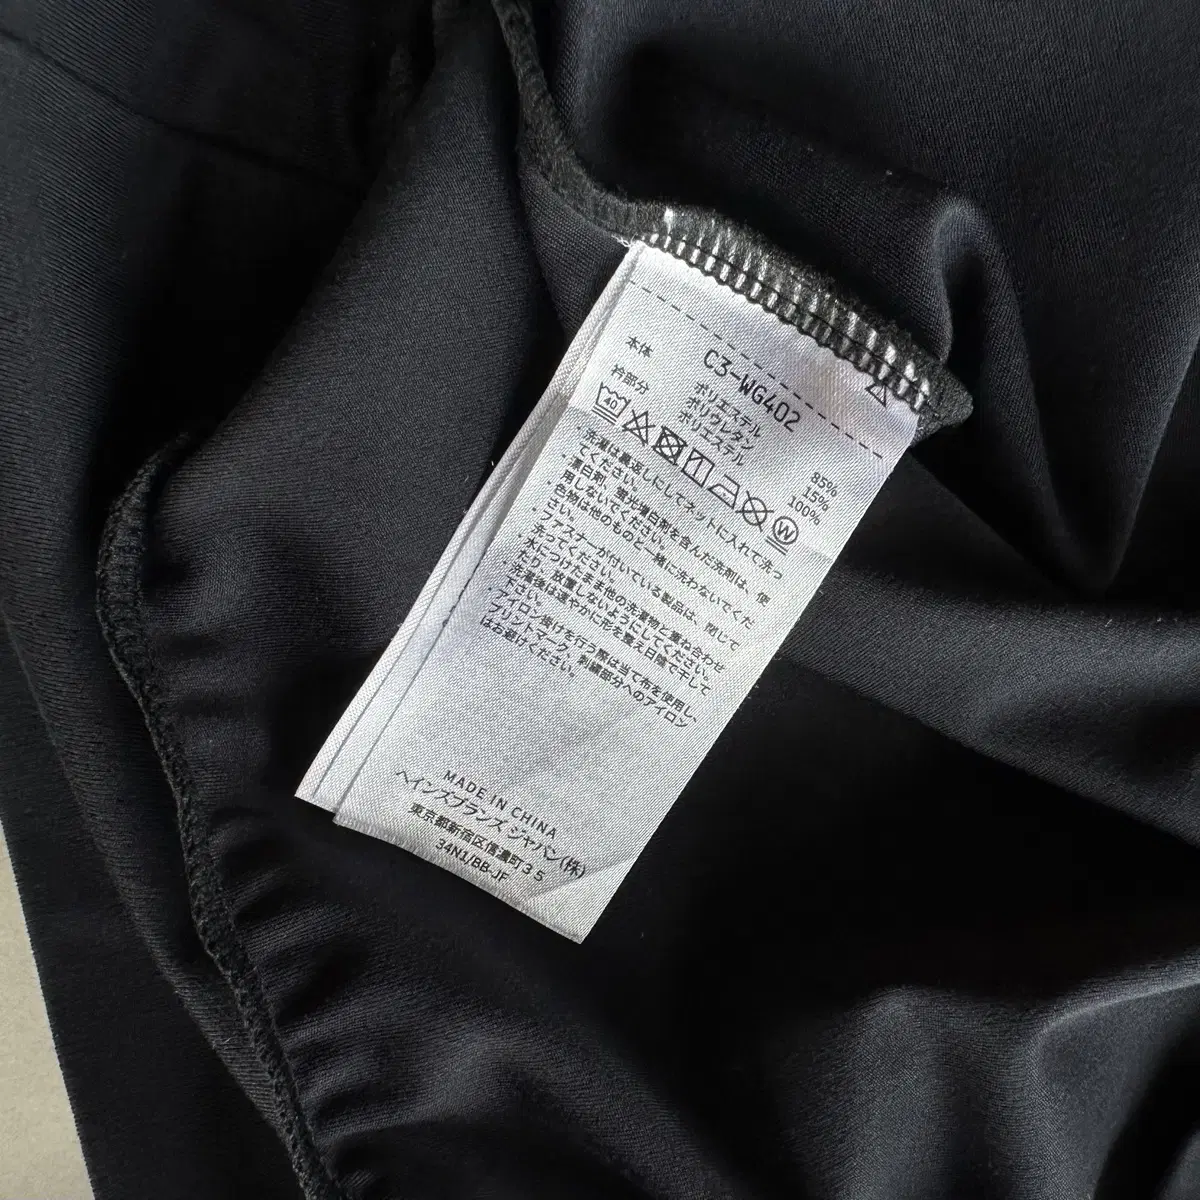 C3-WG402
本体 ポリエステル 85%
ポリウレタン 15%
衿部分 ポリエステル 100%
40 W
・洗濯は裏返しにしてネットに入れて洗っ
てください。
・漂白剤、蛍光増白剤を含んだ洗剤は、使
用しないでください。
・色物は他のものと一緒に洗わないでくだ
さい。
・ファスナーが付いている製品は、閉じて
洗ってください。
・水につけたまま他の洗濯物と重ね合わせ
たり、放置しないようにしてください。
・洗濯後は速やかに形を整え日陰で干して
下さい。
・アイロン掛けを行う際は当て布を使用し、
プリントマーク、刺繍部分へのアイロン
はお避けください。
MADE IN CHINA
ヘインズブランズ ジャパン(株)
東京都新宿区信濃町35
34N1/BB-JF